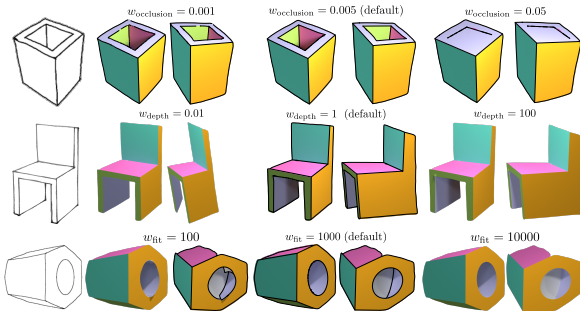 w_occlusion = 0.001
w_occlusion = 0.005 (default)
w_occlusion = 0.05
w_depth = 0.01
w_depth = 1 (default)
w_depth = 100
w_fit = 100
w_fit = 1000 (default)
w_fit = 10000